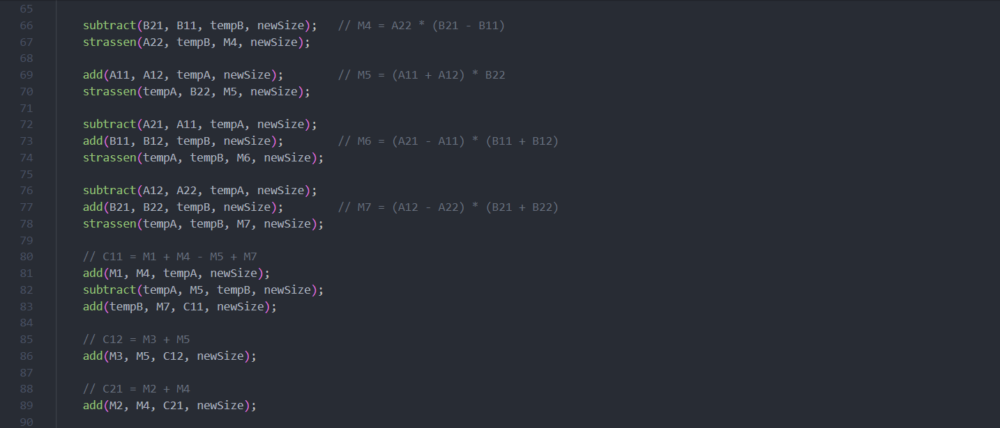 65
66 subtract(B21, B11, tempB, newSize); // M4 = A22 * (B21 - B11)
67 strassen(A22, tempB, M4, newSize);
68
69 add(A11, A12, tempA, newSize); // M5 = (A11 + A12) * B22
70 strassen(tempA, B22, M5, newSize);
71
72 subtract(A21, A11, tempA, newSize);
73 add(B11, B12, tempB, newSize); // M6 = (A21 - A11) * (B11 + B12)
74 strassen(tempA, tempB, M6, newSize);
75
76 subtract(A12, A22, tempA, newSize);
77 add(B21, B22, tempB, newSize); // M7 = (A12 - A22) * (B21 + B22)
78 strassen(tempA, tempB, M7, newSize);
79
80 // C11 = M1 + M4 - M5 + M7
81 add(M1, M4, tempA, newSize);
82 subtract(tempA, M5, tempB, newSize);
83 add(tempB, M7, C11, newSize);
84
85 // C12 = M3 + M5
86 add(M3, M5, C12, newSize);
87
88 // C21 = M2 + M4
89 add(M2, M4, C21, newSize);
90